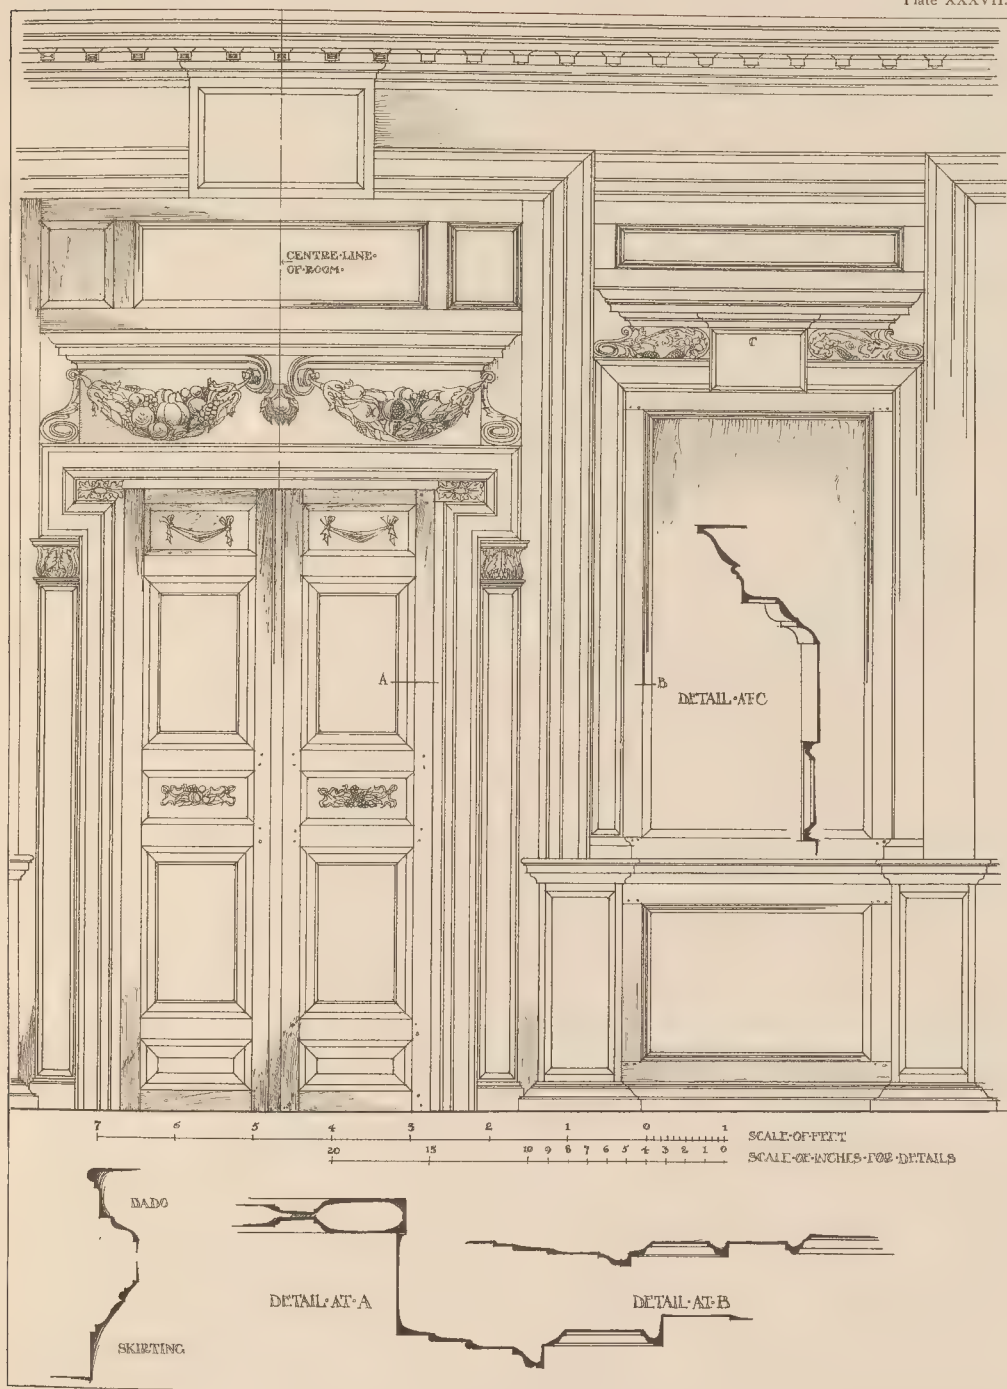 Plate XXXVII.
CENTRE·LINE·
OF·ROOM·
C
A
B
DETAIL·AT·C
7 6 5 4 3 2 1 0 1
SCALE·OF·FEET
20 15 10 9 8 7 6 5 4 3 2 1 0
SCALE·OF·INCHES·FOR·DETAILS
DADO
DETAIL·AT·A
DETAIL·AT·B
SKIRTING